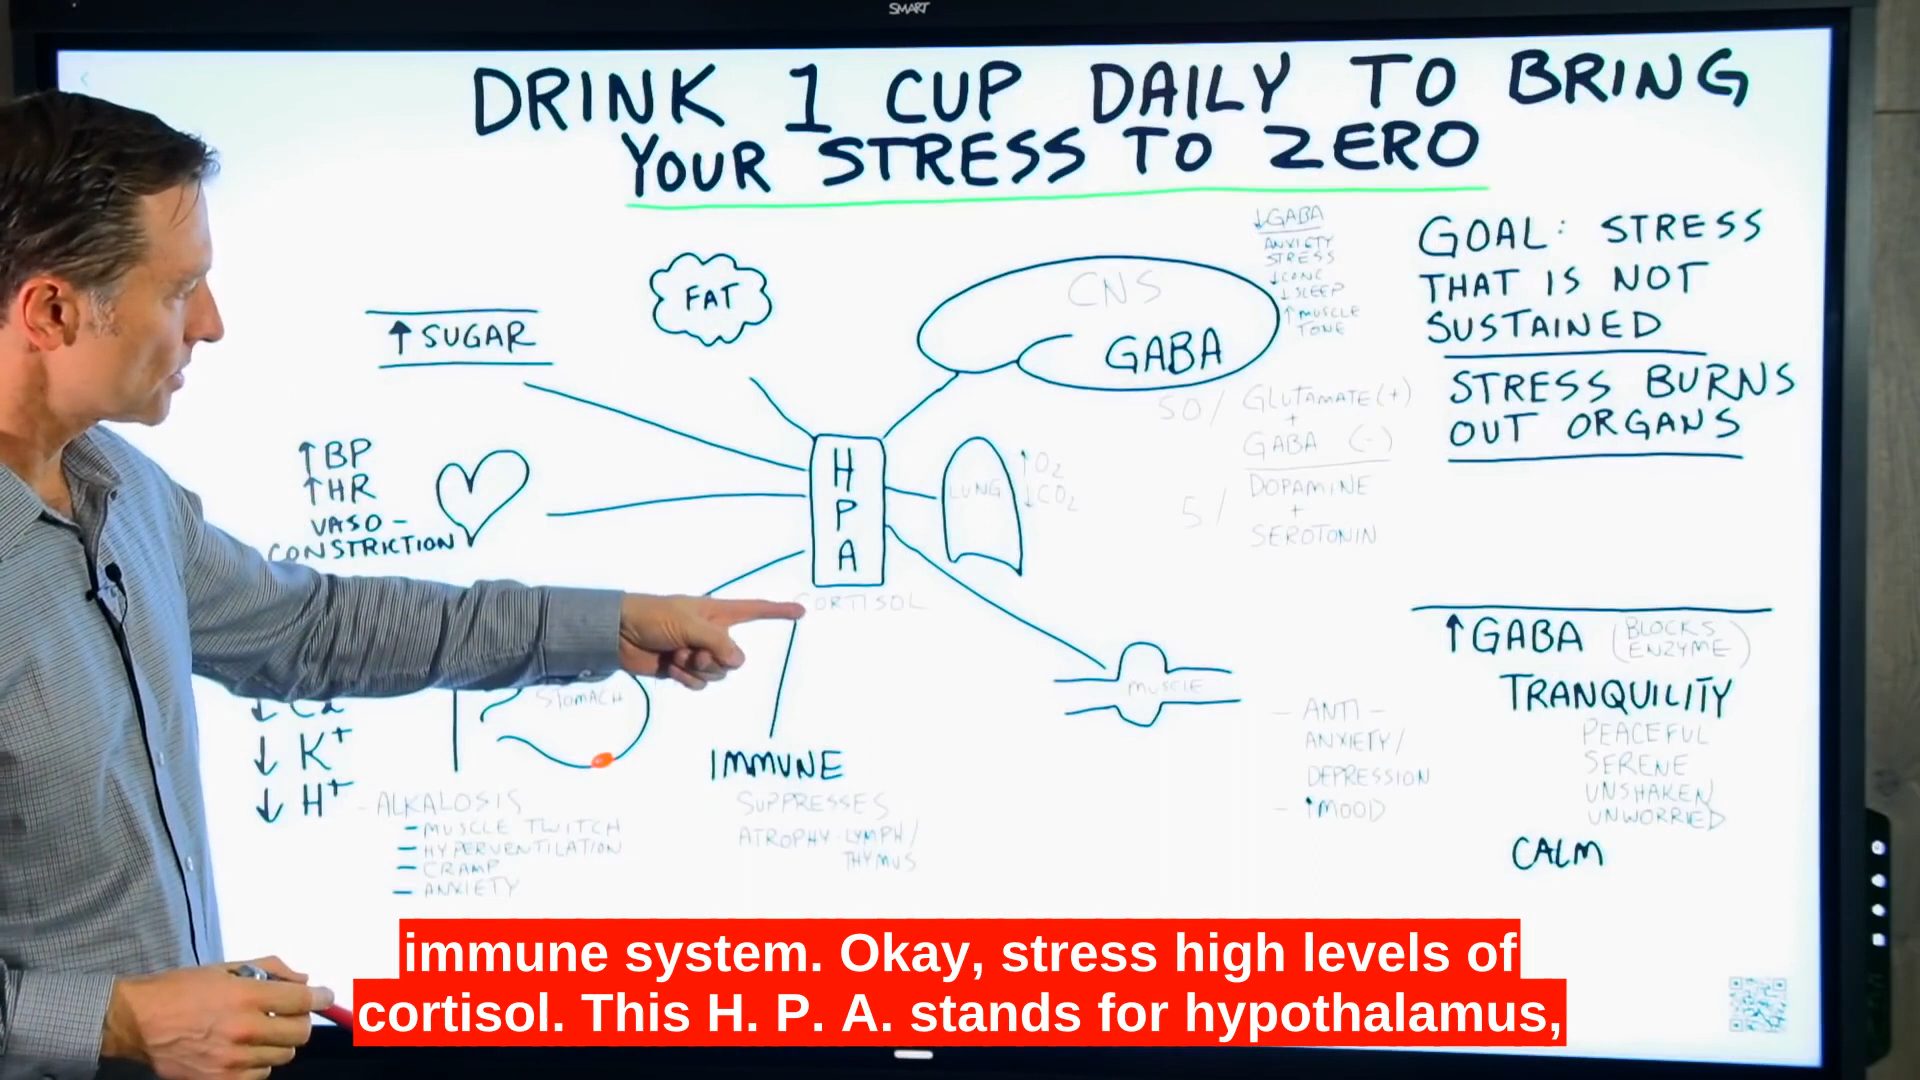 SMART
DRINK 1 CUP DAILY TO BRING
YOUR STRESS TO ZERO
↓GABA
ANXIETY
STRESS
↓CONC
↓SLEEP
↑MUSCLE
TONE
GOAL: STRESS
THAT IS NOT
SUSTAINED
STRESS BURNS
OUT ORGANS
FAT
CNS
GABA
↑SUGAR
50/ GLUTAMATE(+)
+
GABA (-)
5/ DOPAMINE
+
SEROTONIN
↑BP
↑HR
VASO-
CONSTRICTION
H
P
A
CORTISOL
LUNG
↑O2
↓CO2
↑GABA (BLOCKS
ENZYME)
TRANQUILITY
PEACEFUL
SERENE
UNSHAKEN
UNWORRIED
CALM
STOMACH
MUSCLE
- ANTI-
ANXIETY/
DEPRESSION
- ↑MOOD
↓ K+
↓ H+
- ALKALOSIS
- MUSCLE TWITCH
- HYPERVENTILATION
- CRAMP
- ANXIETY
IMMUNE
SUPPRESSES
ATROPHY-LYMPH/
THYMUS
immune system. Okay, stress high levels of
cortisol. This H. P. A. stands for hypothalamus,